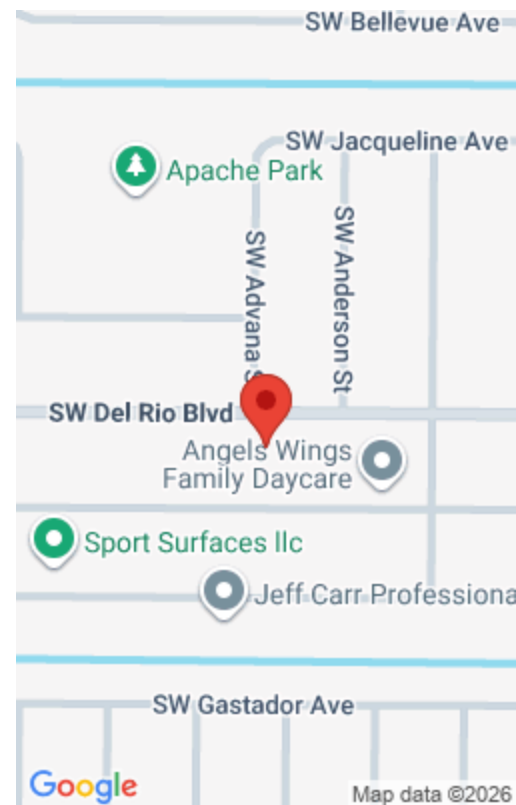 SW Bellevue Ave
SW Jacqueline Ave
Apache Park
SW Anderson St
SW Advana S
SW Del Rio Blvd
Angels Wings
Family Daycare
Sport Surfaces llc
Jeff Carr Professiona
SW Gastador Ave
Google
Map data ©2026